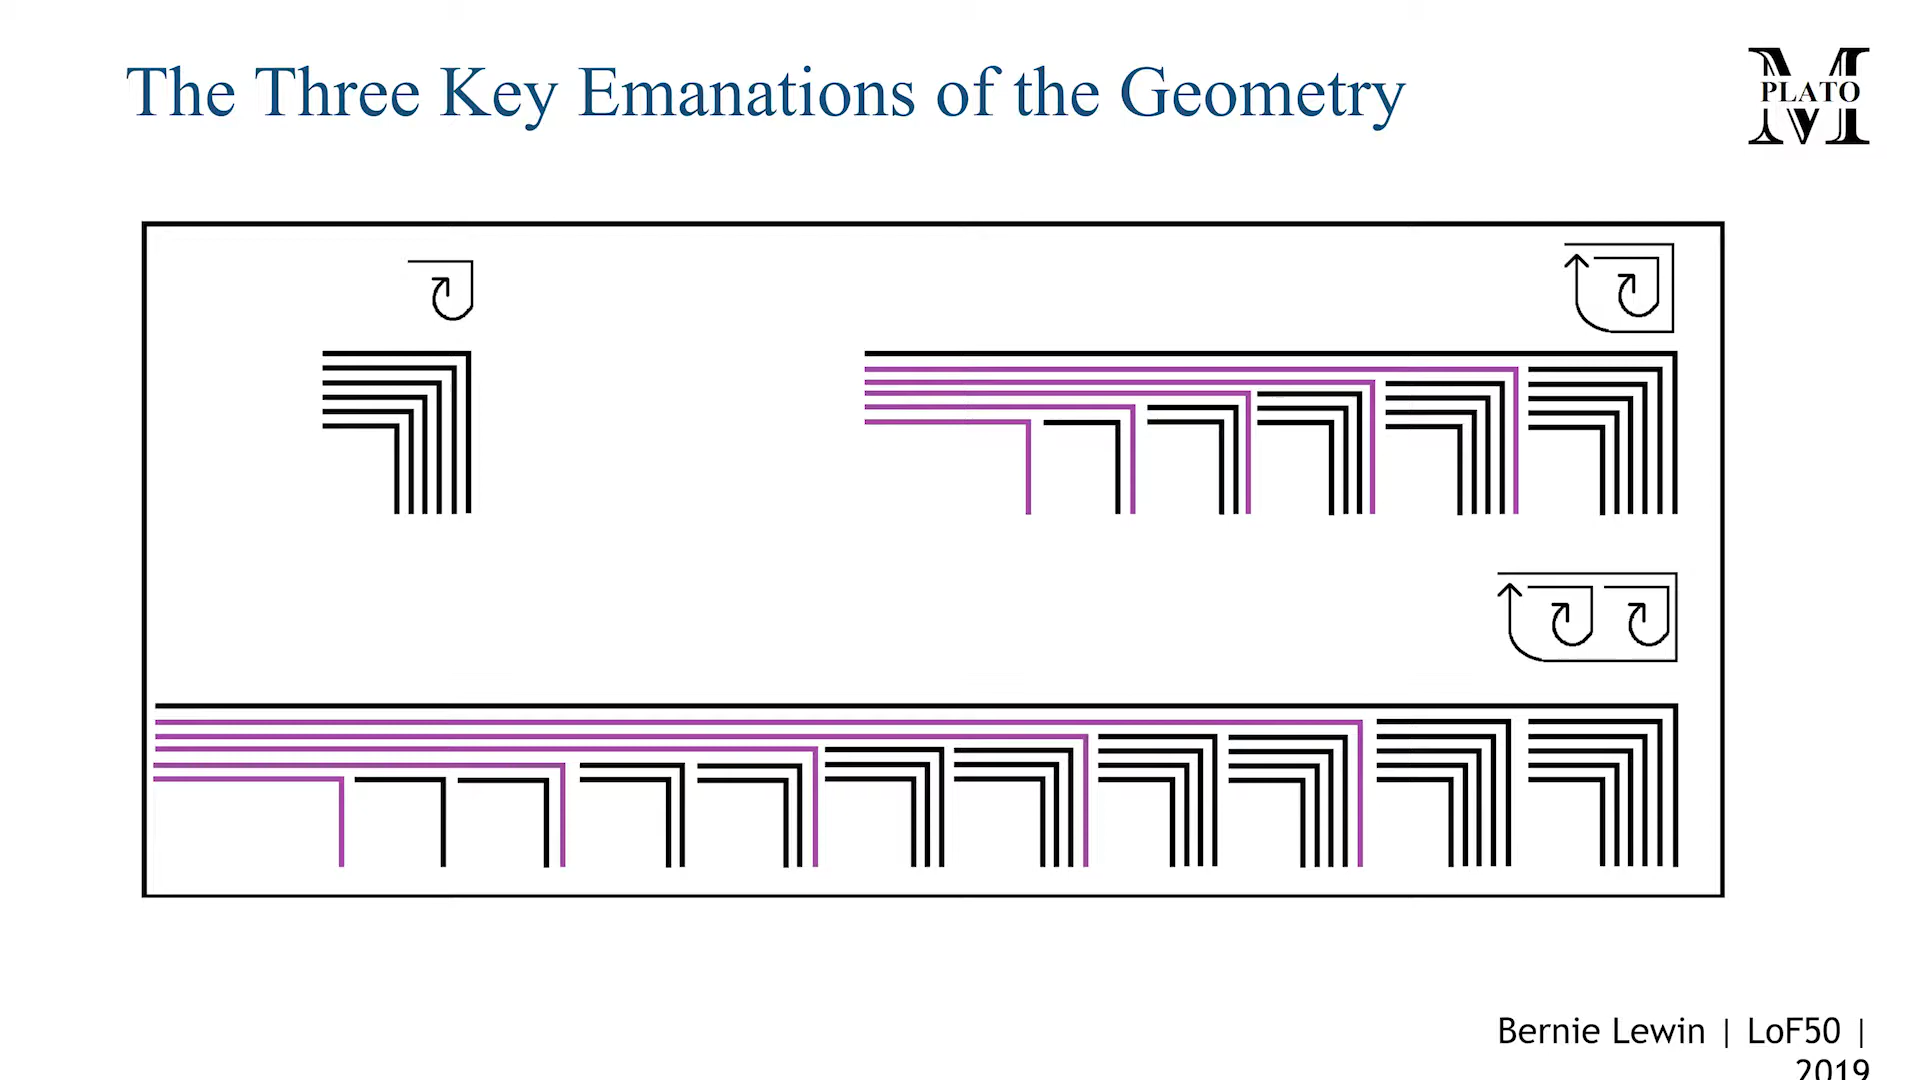 The Three Key Emanations of the Geometry
M
PLATO
Bernie Lewin | LoF50 |
2019